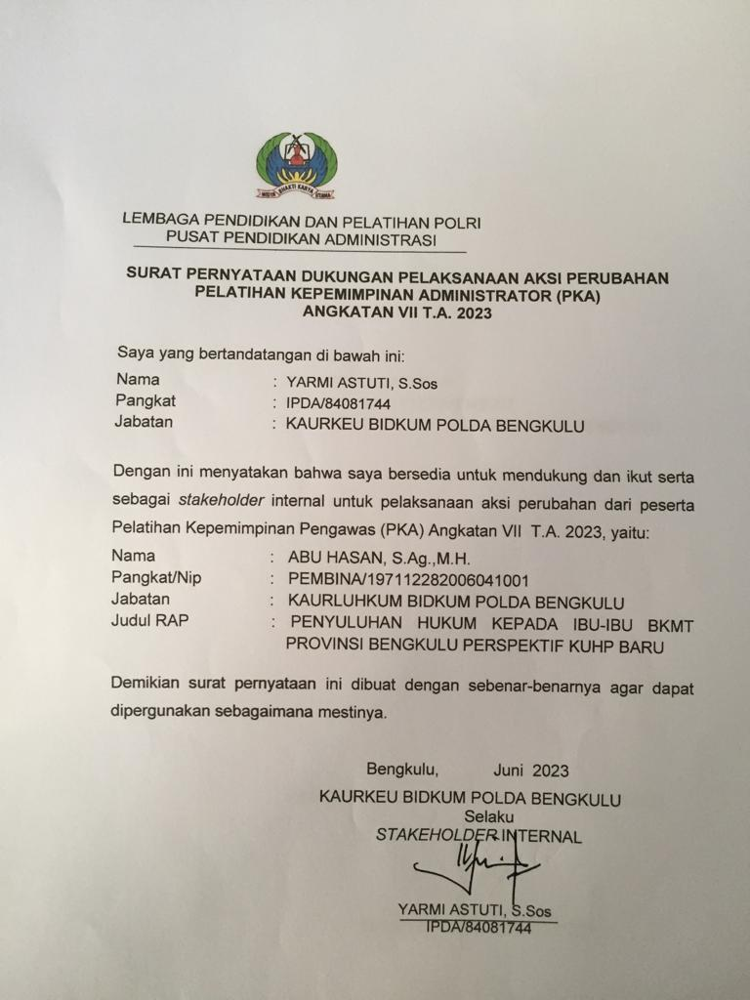 WIDYA BHAKTI KARYA UTAMA
LEMBAGA PENDIDIKAN DAN PELATIHAN POLRI
PUSAT PENDIDIKAN ADMINISTRASI
SURAT PERNYATAAN DUKUNGAN PELAKSANAAN AKSI PERUBAHAN
PELATIHAN KEPEMIMPINAN ADMINISTRATOR (PKA)
ANGKATAN VII T.A. 2023
Saya yang bertandatangan di bawah ini:
Nama : YARMI ASTUTI, S.Sos
Pangkat : IPDA/84081744
Jabatan : KAURKEU BIDKUM POLDA BENGKULU
Dengan ini menyatakan bahwa saya bersedia untuk mendukung dan ikut serta
sebagai stakeholder internal untuk pelaksanaan aksi perubahan dari peserta
Pelatihan Kepemimpinan Pengawas (PKA) Angkatan VII T.A. 2023, yaitu:
Nama : ABU HASAN, S.Ag.,M.H.
Pangkat/Nip : PEMBINA/197112282006041001
Jabatan : KAURLUHKUM BIDKUM POLDA BENGKULU
Judul RAP : PENYULUHAN HUKUM KEPADA IBU-IBU BKMT
PROVINSI BENGKULU PERSPEKTIF KUHP BARU
Demikian surat pernyataan ini dibuat dengan sebenar-benarnya agar dapat
dipergunakan sebagaimana mestinya.
Bengkulu, Juni 2023
KAURKEU BIDKUM POLDA BENGKULU
Selaku
STAKEHOLDER INTERNAL
YARMI ASTUTI, S.Sos
IPDA/84081744